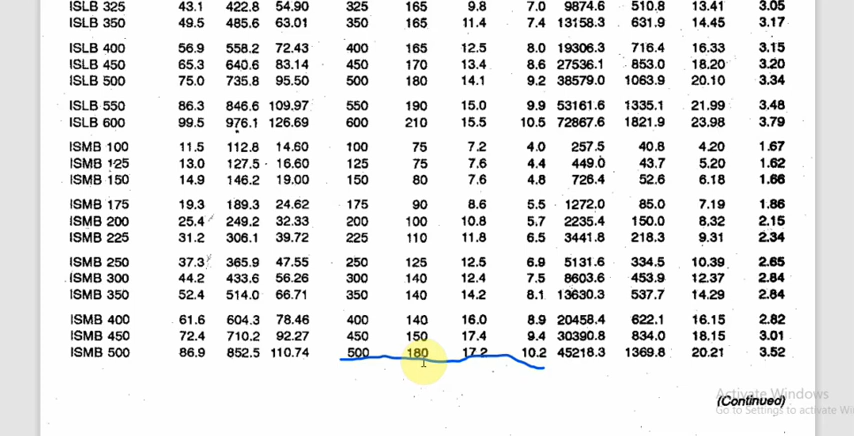 ISLB 325 43.1 422.8 54.90 325 165 9.8 7.0 9874.6 510.8 13.41 3.05
ISLB 350 49.5 485.6 63.01 350 165 11.4 7.4 13158.3 631.9 14.45 3.17
ISLB 400 56.9 558.2 72.43 400 165 12.5 8.0 19306.3 716.4 16.33 3.15
ISLB 450 65.3 640.6 83.14 450 170 13.4 8.6 27536.1 853.0 18.20 3.20
ISLB 500 75.0 735.8 95.50 500 180 14.1 9.2 38579.0 1063.9 20.10 3.34
ISLB 550 86.3 846.6 109.97 550 190 15.0 9.9 53161.6 1335.1 21.99 3.48
ISLB 600 99.5 976.1 126.69 600 210 15.5 10.5 72867.6 1821.9 23.98 3.79
ISMB 100 11.5 112.8 14.60 100 75 7.2 4.0 257.5 40.8 4.20 1.67
ISMB 125 13.0 127.5 16.60 125 75 7.6 4.4 449.0 43.7 5.20 1.62
ISMB 150 14.9 146.2 19.00 150 80 7.6 4.8 726.4 52.6 6.18 1.66
ISMB 175 19.3 189.3 24.62 175 90 8.6 5.5 1272.0 85.0 7.19 1.86
ISMB 200 25.4 249.2 32.33 200 100 10.8 5.7 2235.4 150.0 8.32 2.15
ISMB 225 31.2 306.1 39.72 225 110 11.8 6.5 3441.8 218.3 9.31 2.34
ISMB 250 37.3 365.9 47.55 250 125 12.5 6.9 5131.6 334.5 10.39 2.65
ISMB 300 44.2 433.6 56.26 300 140 12.4 7.5 8603.6 453.9 12.37 2.84
ISMB 350 52.4 514.0 66.71 350 140 14.2 8.1 13630.3 537.7 14.29 2.84
ISMB 400 61.6 604.3 78.46 400 140 16.0 8.9 20458.4 622.1 16.15 2.82
ISMB 450 72.4 710.2 92.27 450 150 17.4 9.4 30390.8 834.0 18.15 3.01
ISMB 500 86.9 852.5 110.74 500 180 17.2 10.2 45218.3 1369.8 20.21 3.52
Activate Windows
(Continued)
Go to Settings to activate Wi